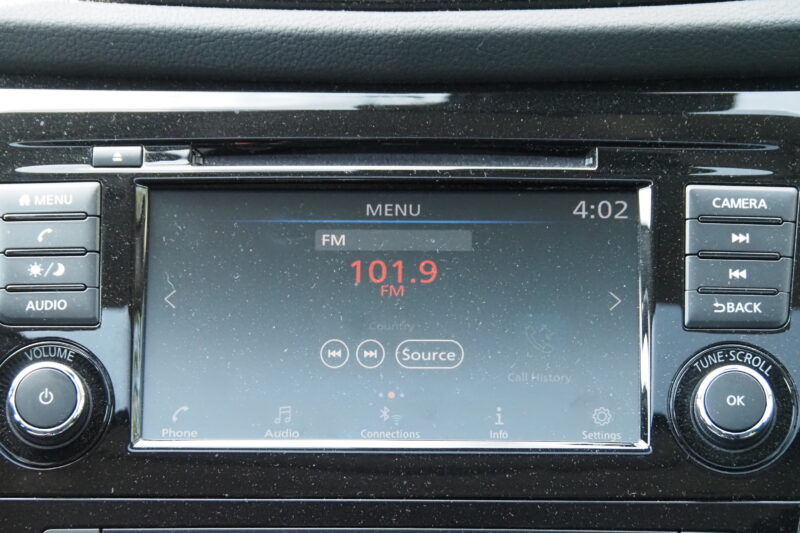 MENU
AUDIO
VOLUME
MENU
4:02
FM
101.9
FM
Country
Source
Call History
Phone
Audio
Connections
Info
Settings
CAMERA
BACK
TUNE·SCROLL
OK